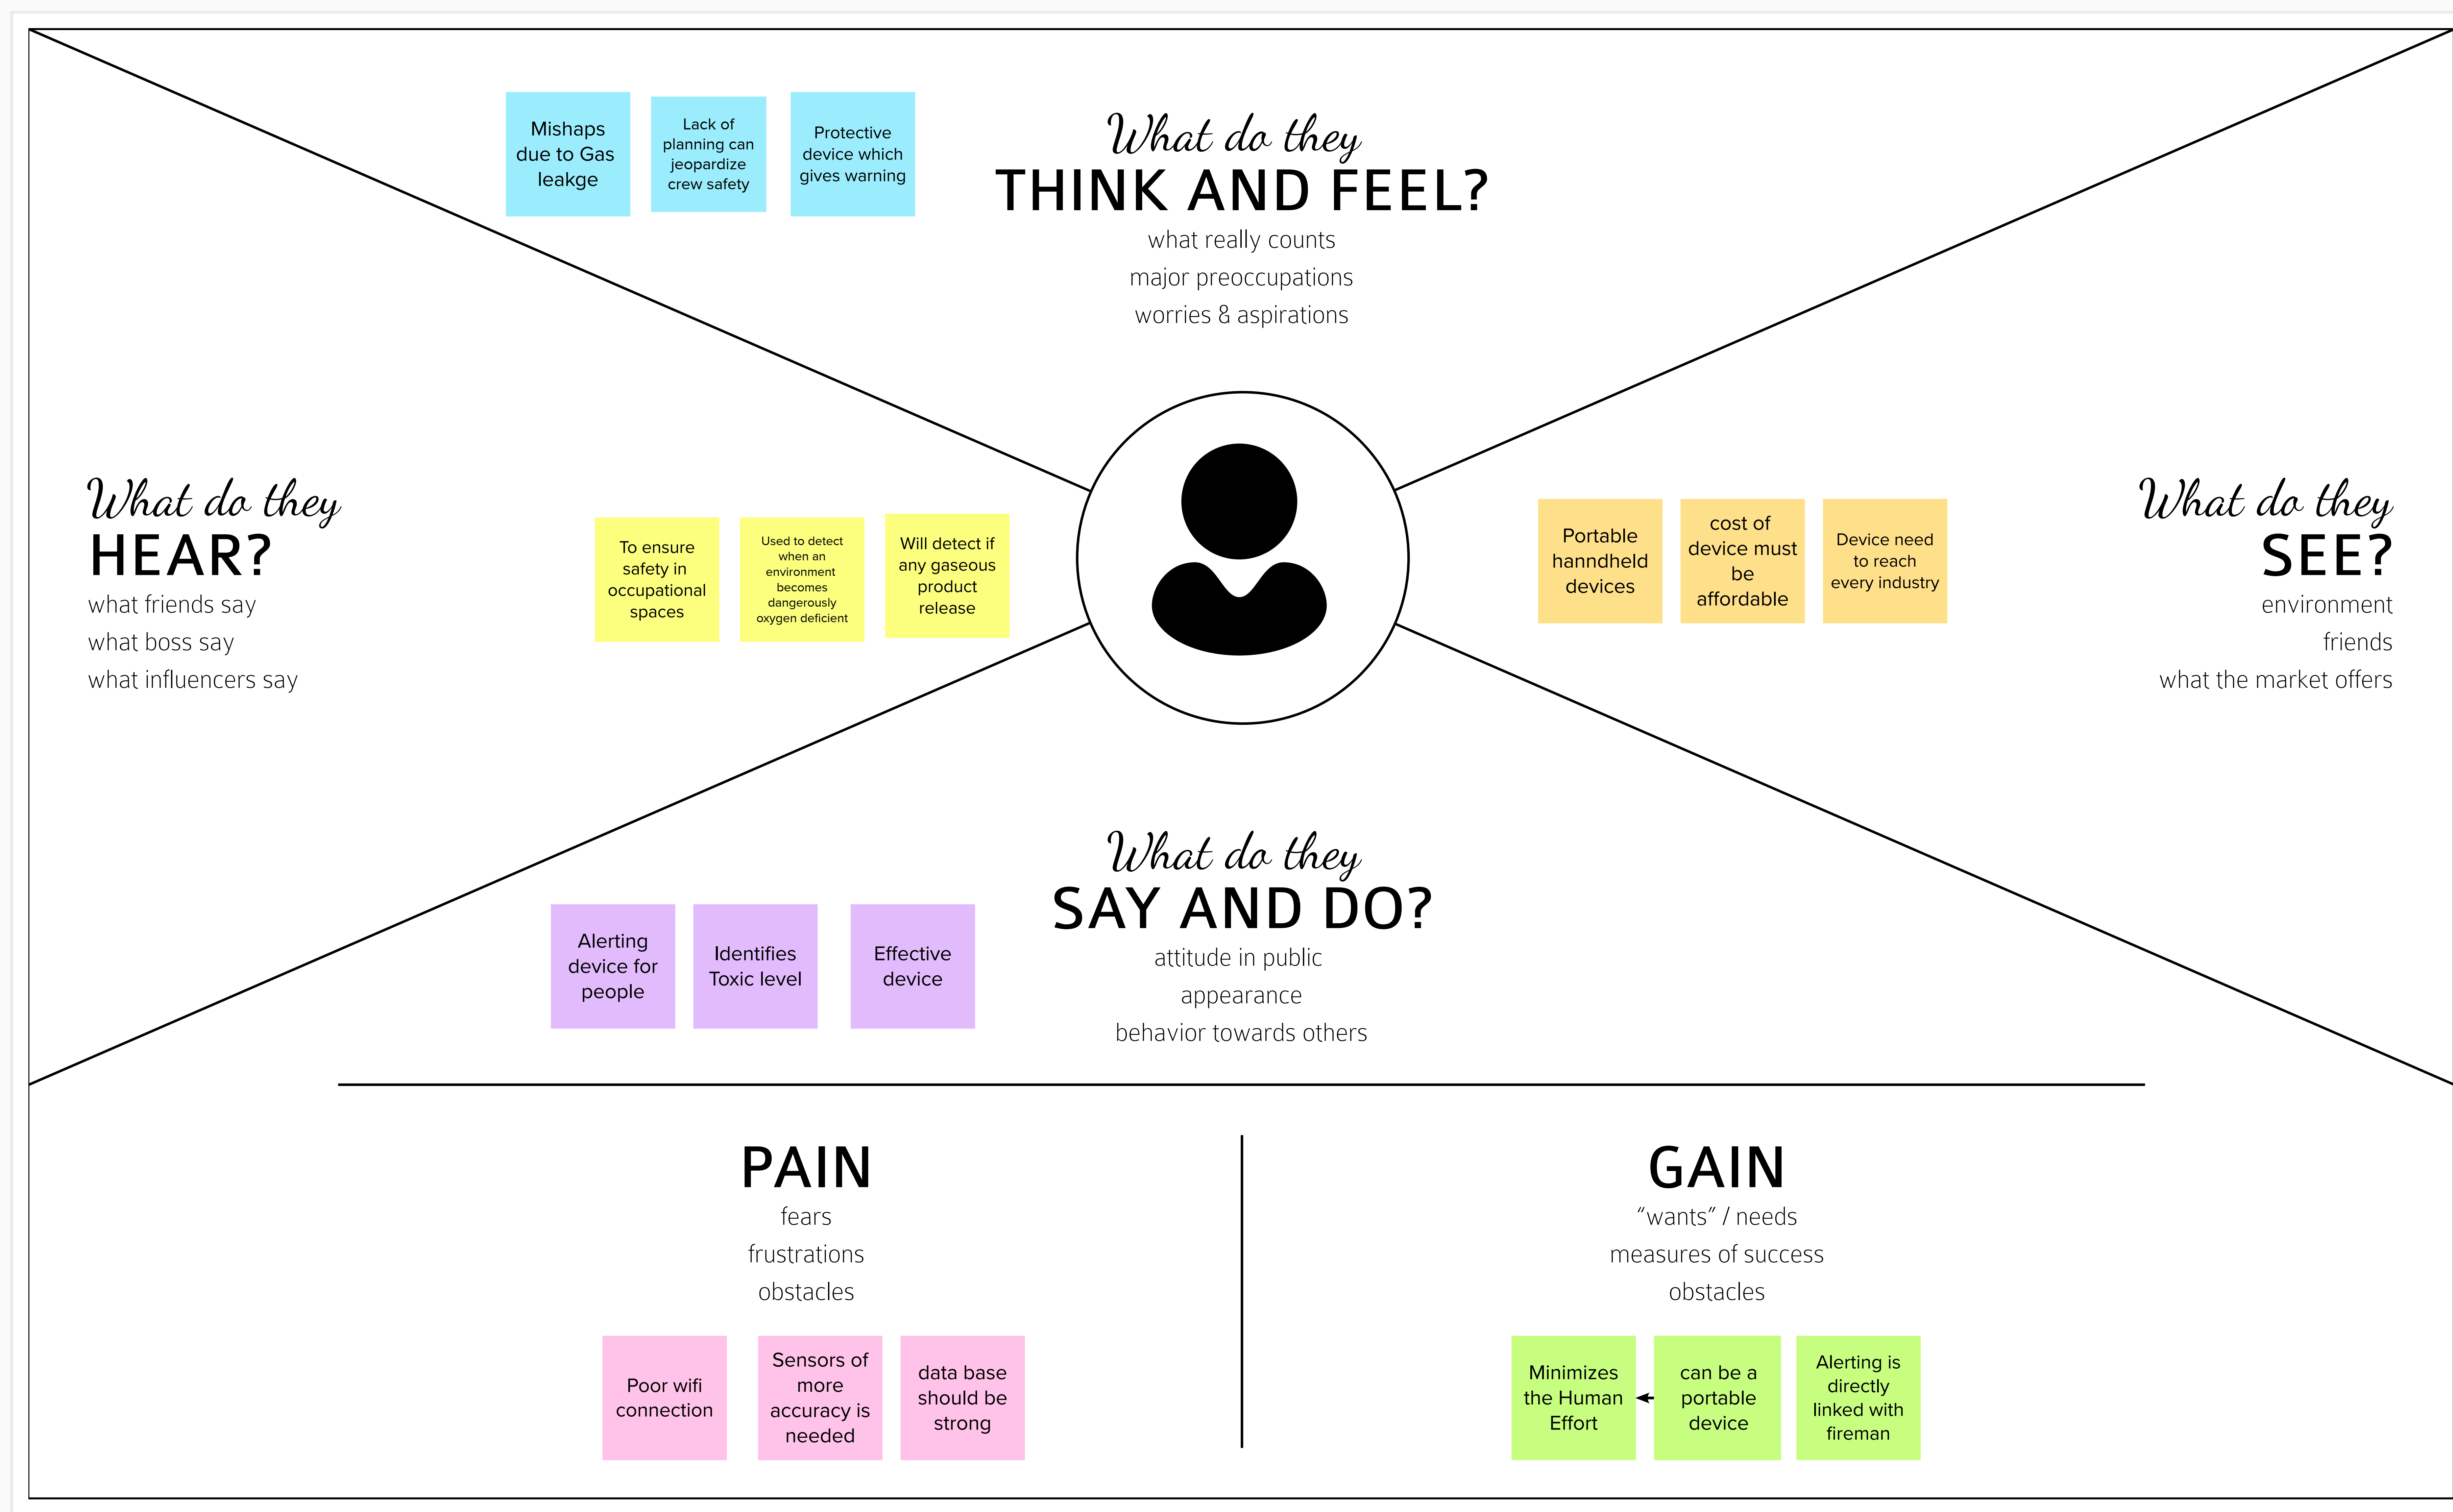 Mishaps
due to Gas
leakge
Lack of
planning can
jeopardize
crew safety
Protective
device which
gives warning
What do they
THINK AND FEEL?
what really counts
major preoccupations
worries & aspirations
What do they
HEAR?
what friends say
what boss say
what influencers say
To ensure
safety in
occupational
spaces
Used to detect
when an
environment
becomes
dangerously
oxygen deficient
Will detect if
any gaseous
product
release
Portable
hanndheld
devices
cost of
device must
be
affordable
Device need
to reach
every industry
What do they
SEE?
environment
friends
what the market offers
What do they
SAY AND DO?
attitude in public
appearance
behavior towards others
Alerting
device for
people
Identifies
Toxic level
Effective
device
PAIN
fears
frustrations
obstacles
Poor wifi
connection
Sensors of
more
accuracy is
needed
data base
should be
strong
GAIN
“wants” / needs
measures of success
obstacles
Minimizes
the Human
Effort
can be a
portable
device
Alerting is
directly
linked with
fireman